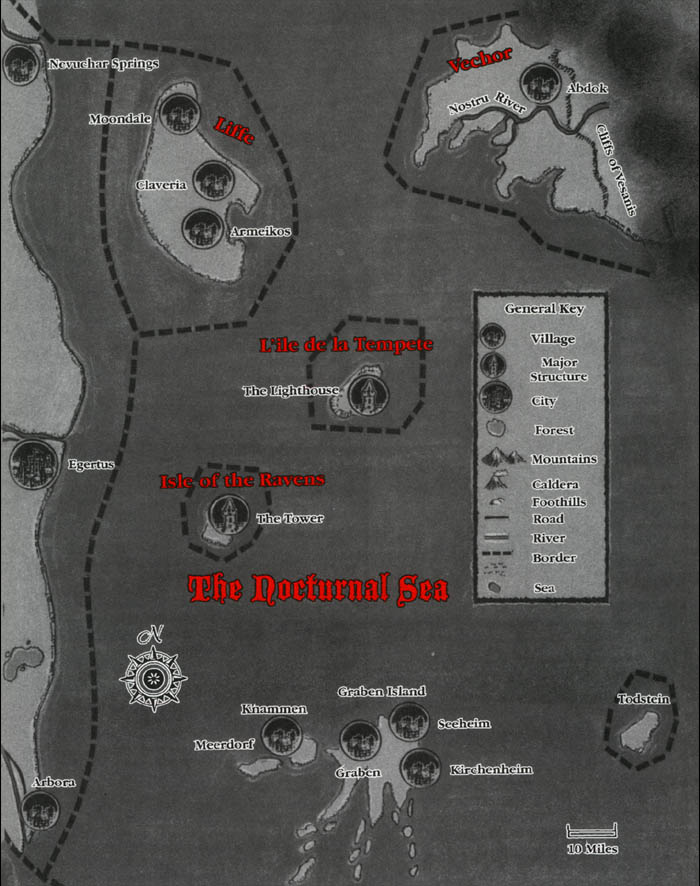 Nevuchar Springs
Vechor
Abdok
Nostru River
Cliffs of Vesanis
Moondale
Liffe
Claveria
Armeikos
General Key
Village
Major
Structure
City
Forest
Mountains
Caldera
Foothills
Road
River
Border
Sea
L'ile de la Tempete
The Lighthouse
Egertus
Isle of the Ravens
The Tower
The Nocturnal Sea
N
Graben Island
Knammen
Seeheim
Meerdorf
Graben
Kirchenheim
Todstein
Arbora
10 Miles